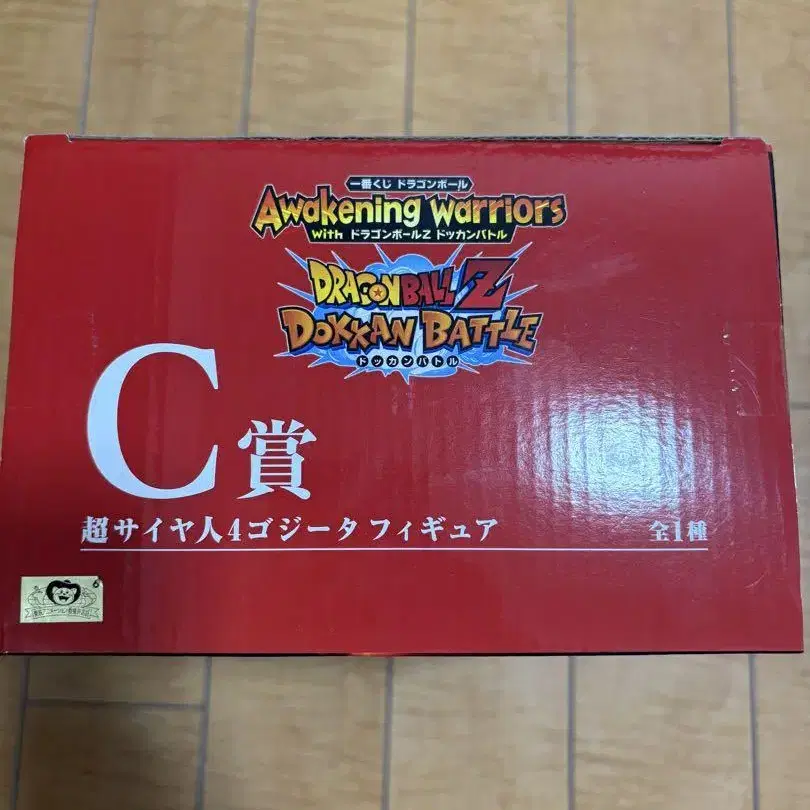 一番くじ ドラゴンボール
Awakening warriors
with ドラゴンボールZ ドッカンバトル
DRAGONBALL Z
DOKKAN BATTLE
ドッカンバトル
C賞
超サイヤ人4ゴジータ フィギュア
全1種